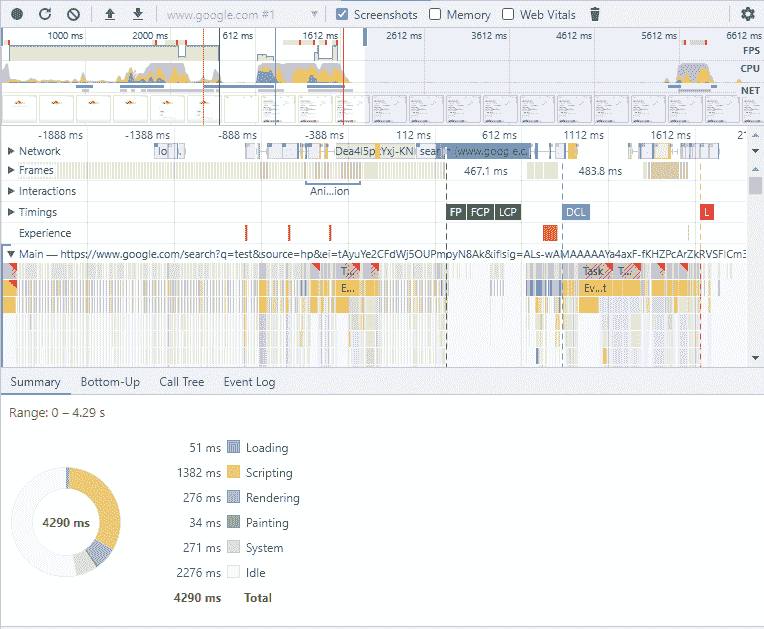 www.google.com #1 Screenshots Memory Web Vitals
1000 ms 2000 ms 612 ms 1612 ms 2612 ms 3612 ms 4612 ms 5612 ms 6612 ms
FPS
CPU
NET
-1888 ms -1388 ms -888 ms -388 ms 112 ms 612 ms 1112 ms 1612 ms
Network
Frames 467.1 ms 483.8 ms
Interactions Ani...ion
Timings FP FCP LCP DCL L
Experience
Main — https://www.google.com/search?q=test&source=hp&ei=
Task T...
E... Ev...t
Summary Bottom-Up Call Tree Event Log
Range: 0 – 4.29 s
51 ms Loading
1382 ms Scripting
276 ms Rendering
4290 ms 34 ms Painting
271 ms System
2276 ms Idle
4290 ms Total